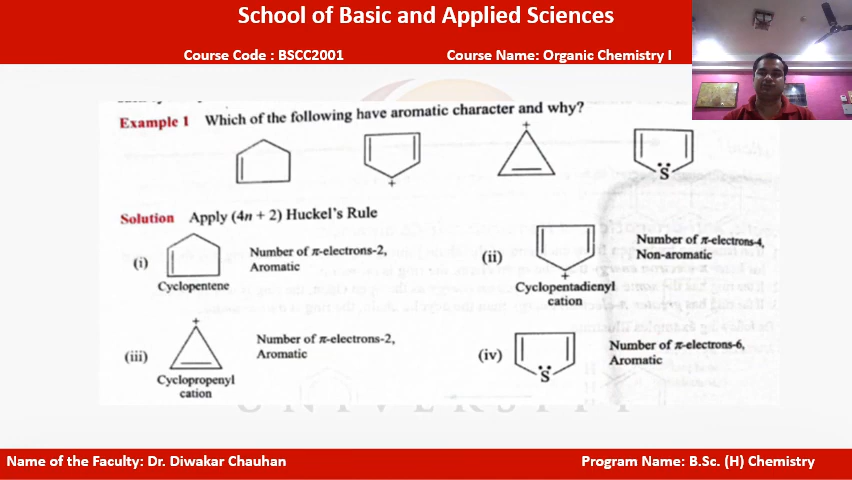 School of Basic and Applied Sciences
Course Code : BSCC2001 Course Name: Organic Chemistry I
Example 1 Which of the following have aromatic character and why?
+
+
S
Solution Apply (4n + 2) Huckel's Rule
(i)
Number of π-electrons-2,
Aromatic
Cyclopentene
(ii)
+
Number of π-electrons-4,
Non-aromatic
Cyclopentadienyl
cation
(iii)
+
Number of π-electrons-2,
Aromatic
Cyclopropenyl
cation
(iv)
S
Number of π-electrons-6,
Aromatic
UNIVERSITY
Name of the Faculty: Dr. Diwakar Chauhan Program Name: B.Sc. (H) Chemistry